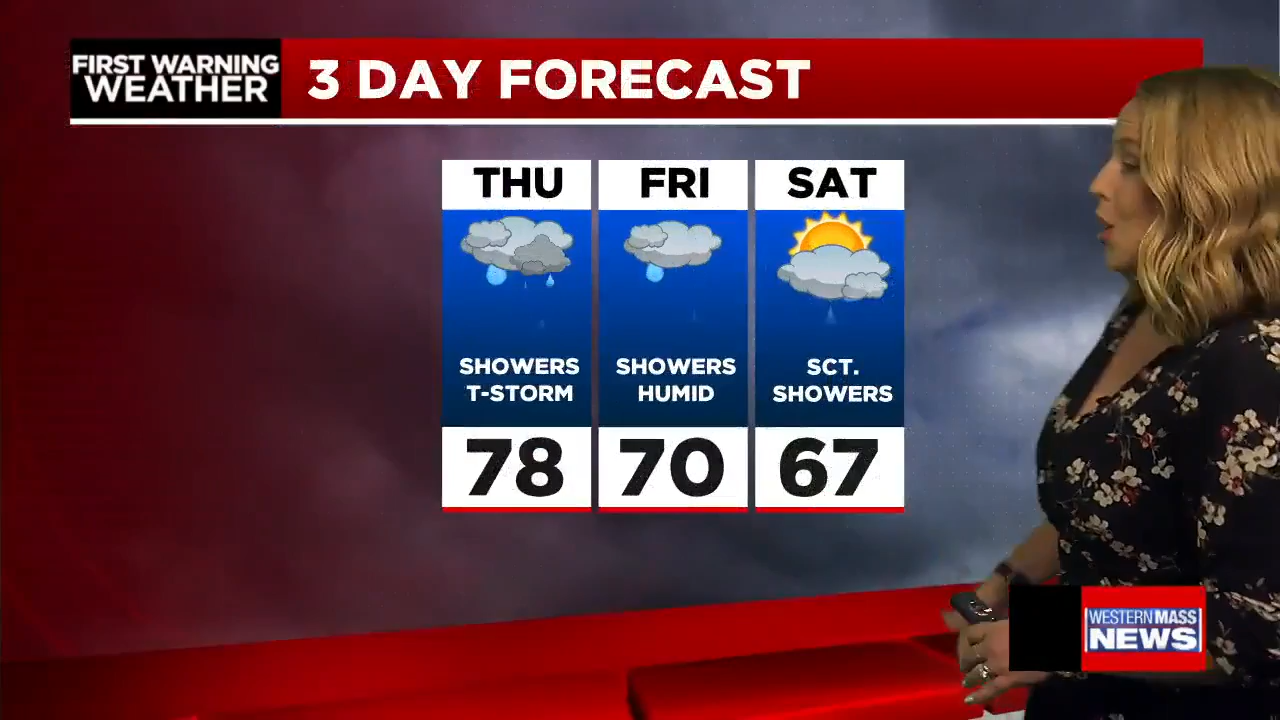 FIRST WARNING
WEATHER
3 DAY FORECAST
THU
FRI
SAT
SHOWERS
T-STORM
SHOWERS
HUMID
SCT.
SHOWERS
78
70
67
WESTERN MASS
NEWS